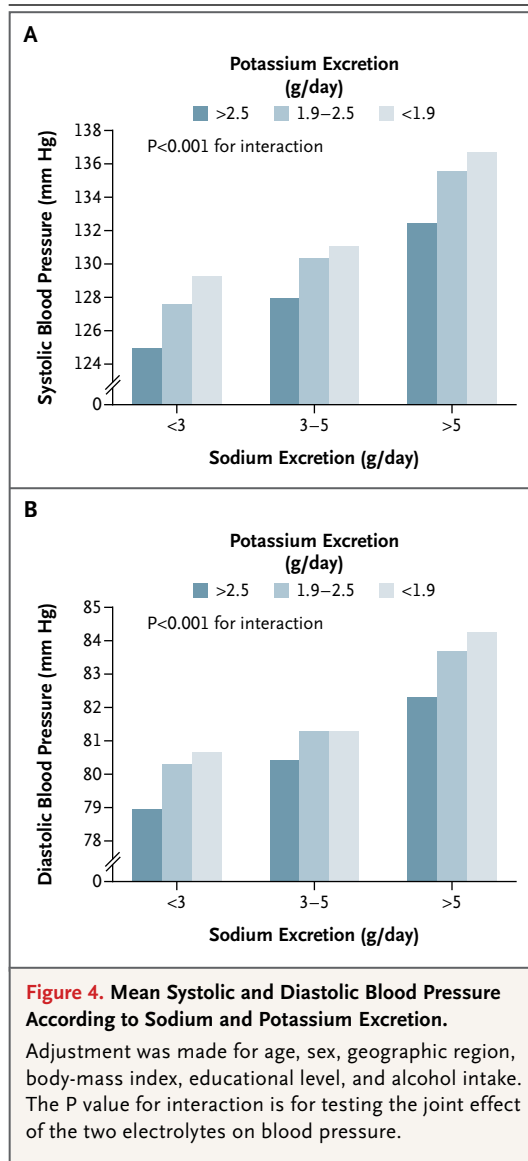 A
Potassium Excretion
(g/day)
>2.5 1.9–2.5 <1.9
P<0.001 for interaction
Systolic Blood Pressure (mm Hg)
138
136
134
132
130
128
126
124
0
<3 3–5 >5
Sodium Excretion (g/day)
B
Potassium Excretion
(g/day)
>2.5 1.9–2.5 <1.9
P<0.001 for interaction
Diastolic Blood Pressure (mm Hg)
85
84
83
82
81
80
79
78
0
<3 3–5 >5
Sodium Excretion (g/day)
Figure 4. Mean Systolic and Diastolic Blood Pressure
According to Sodium and Potassium Excretion.
Adjustment was made for age, sex, geographic region,
body-mass index, educational level, and alcohol intake.
The P value for interaction is for testing the joint effect
of the two electrolytes on blood pressure.